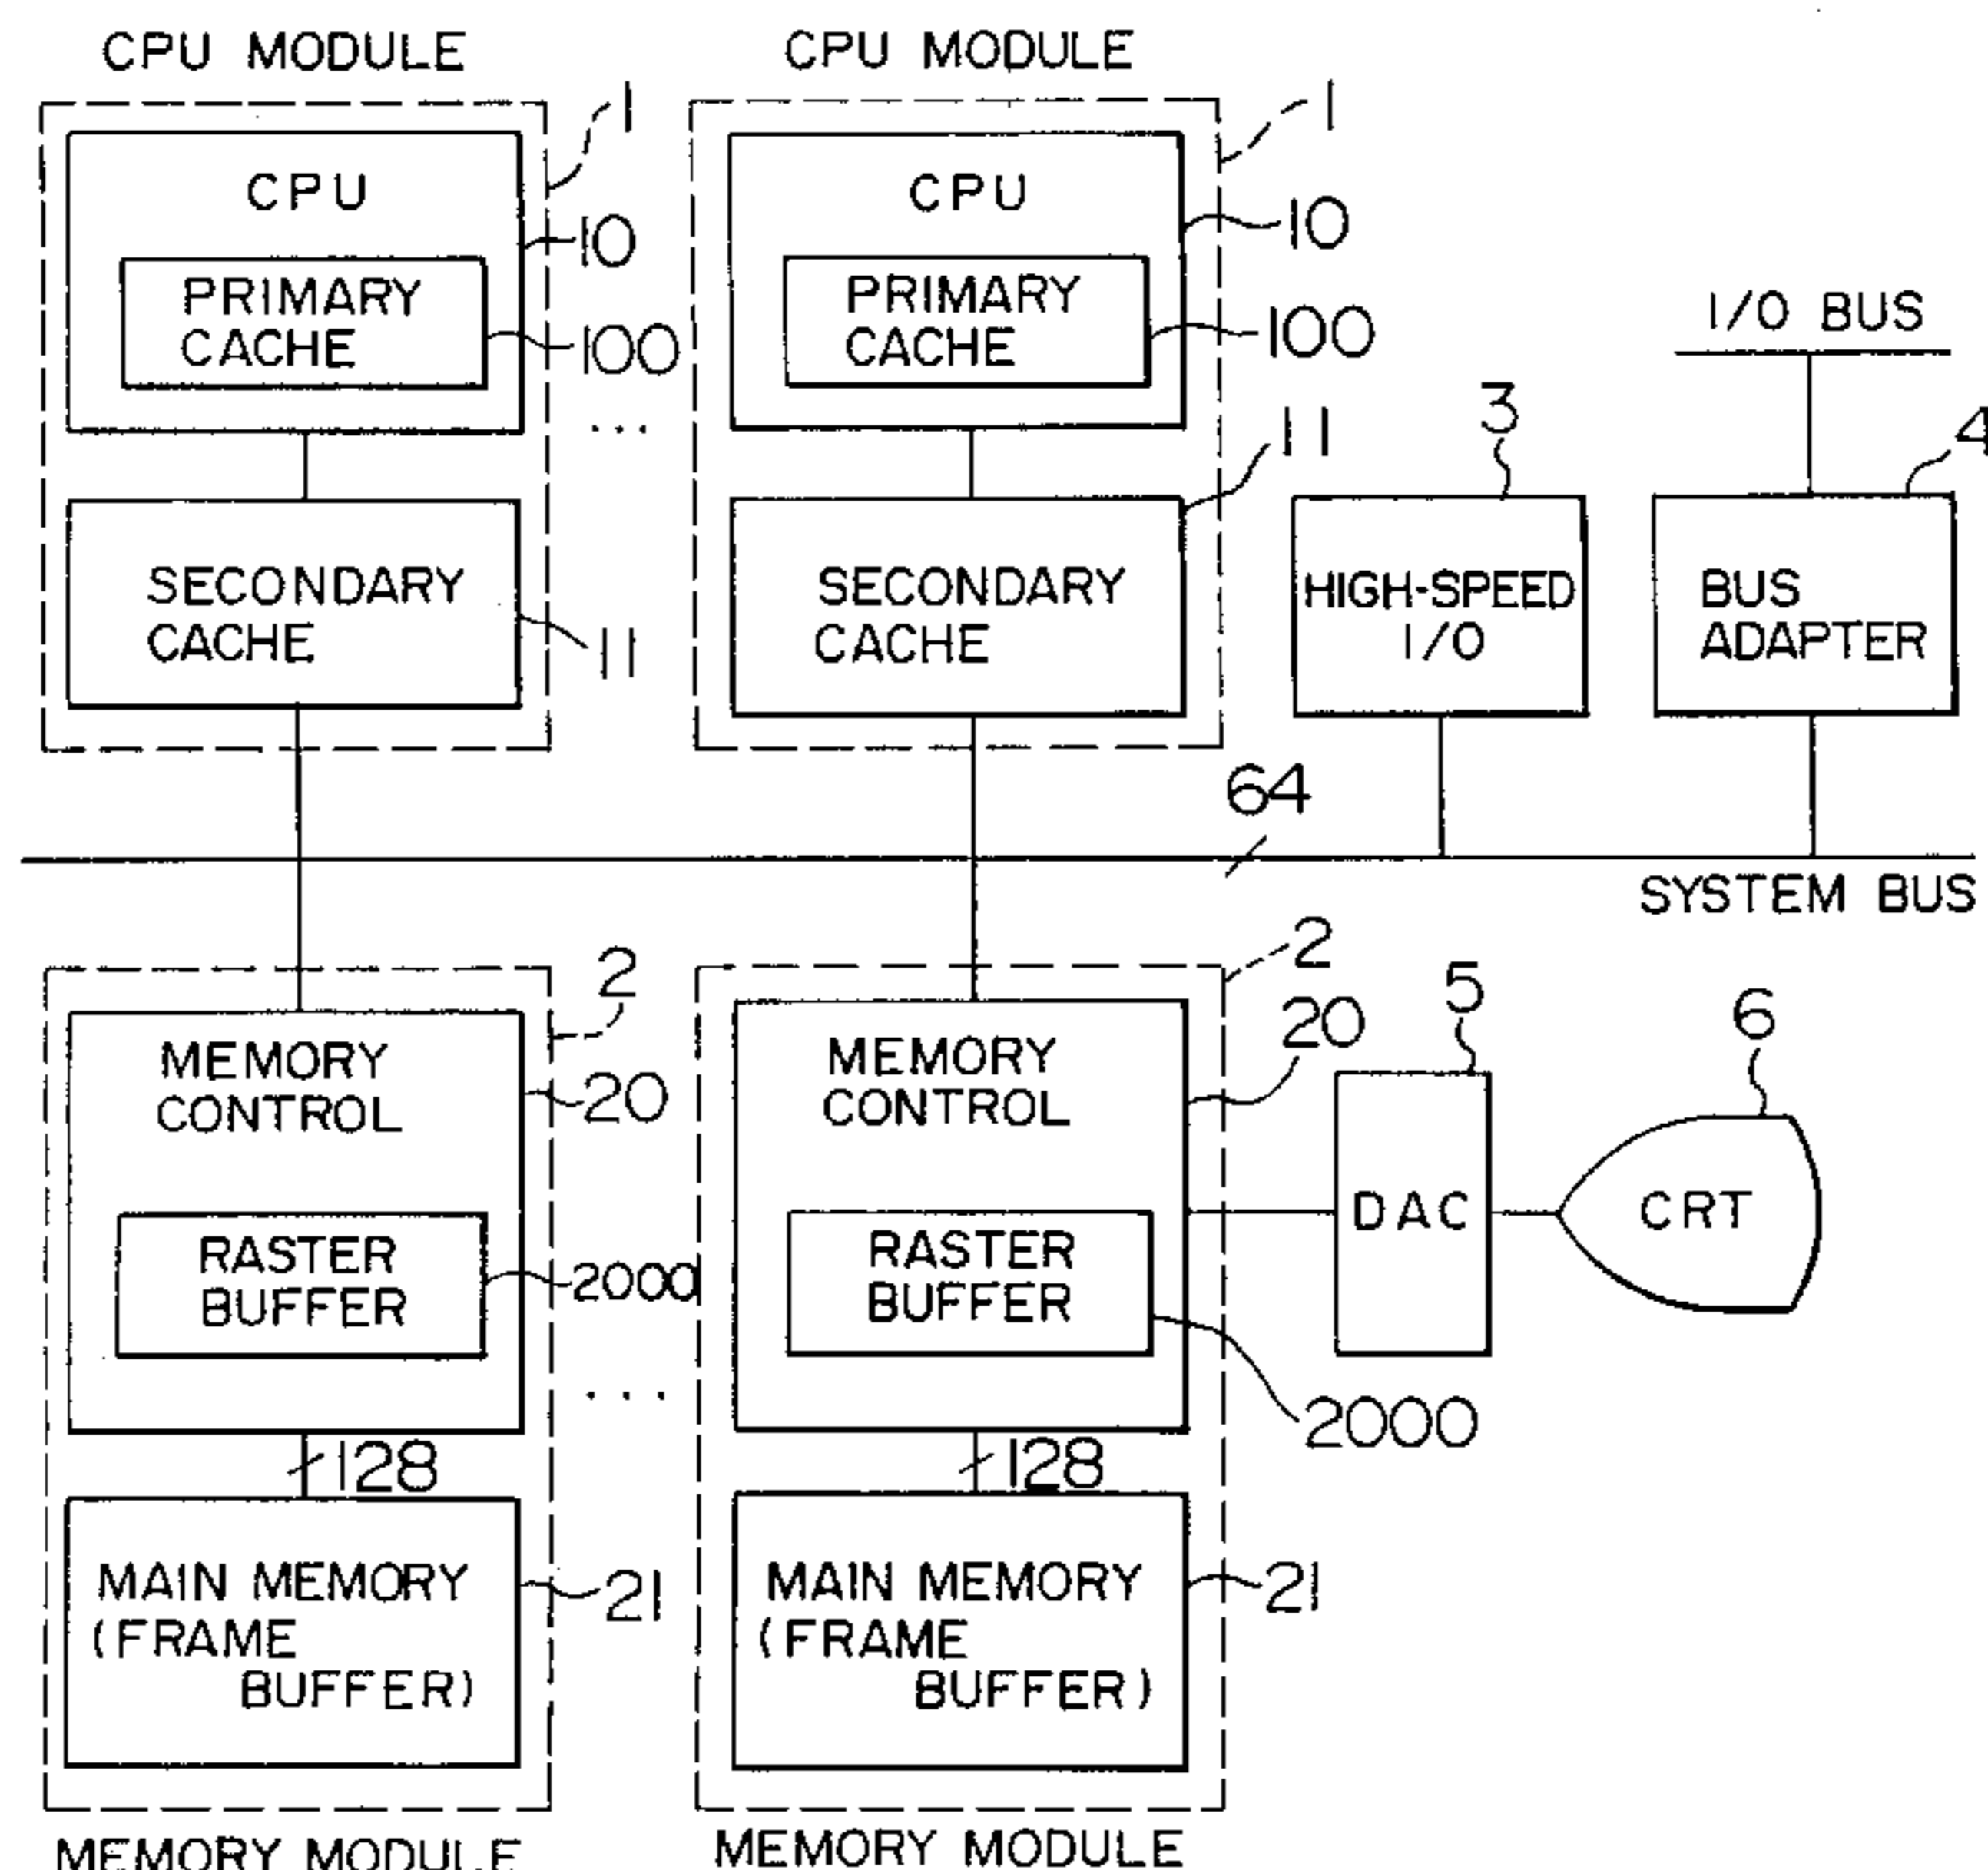 CPU MODULE
CPU MODULE
1
1
CPU
10
PRIMARY
CACHE
100
CPU
10
PRIMARY
CACHE
100
...
I/O BUS
SECONDARY
CACHE
11
SECONDARY
CACHE
11
3
HIGH-SPEED
I/O
4
BUS
ADAPTER
64
SYSTEM BUS
2
MEMORY
CONTROL
20
RASTER
BUFFER
2000
...
2
MEMORY
CONTROL
20
RASTER
BUFFER
2000
5
DAC
6
CRT
128
128
MAIN MEMORY
(FRAME
BUFFER)
21
MAIN MEMORY
(FRAME
BUFFER)
21
MEMORY MODULE
MEMORY MODULE